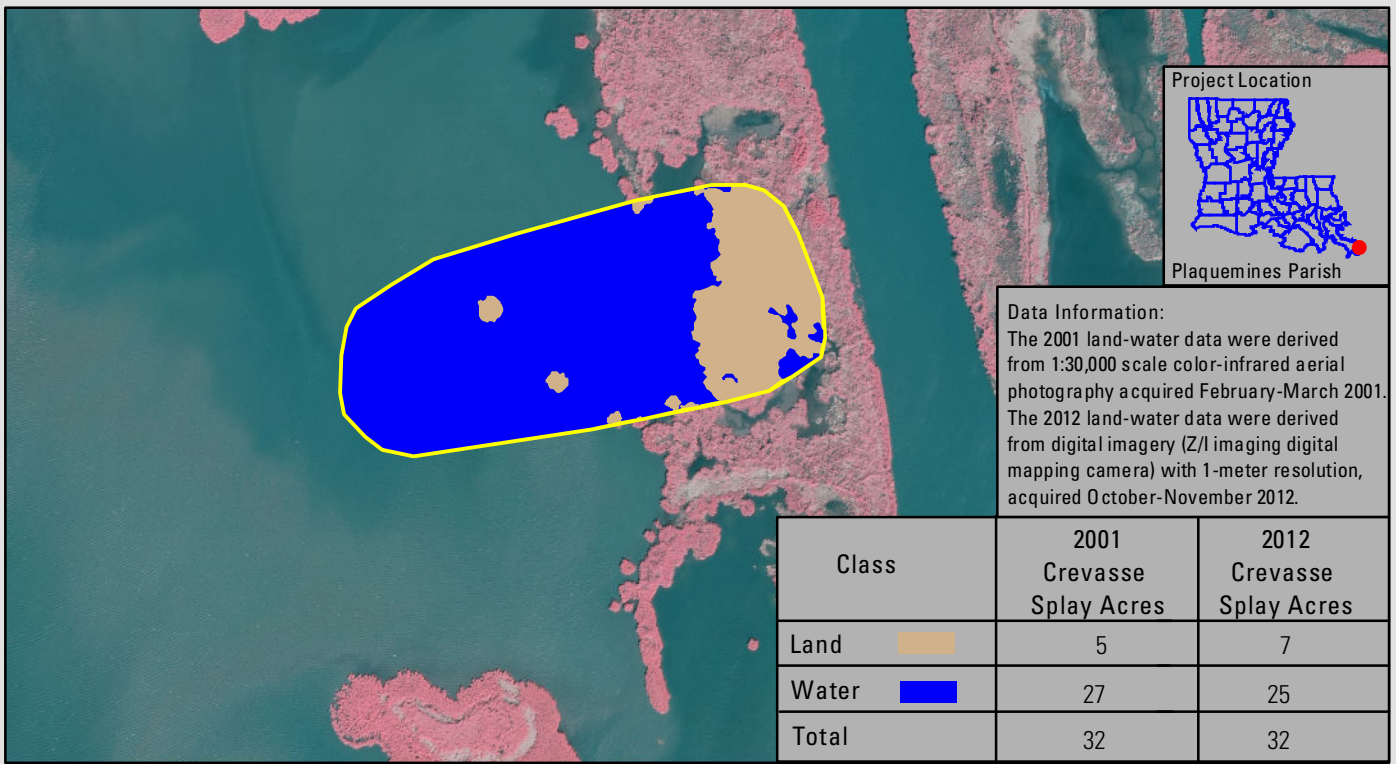 Project Location
Plaquemines Parish
Data Information:
The 2001 land-water data were derived
from 1:30,000 scale color-infrared aerial
photography acquired February-March 2001.
The 2012 land-water data were derived
from digital imagery (Z/I imaging digital
mapping camera) with 1-meter resolution,
acquired October-November 2012.
Class
2001
Crevasse
Splay Acres
2012
Crevasse
Splay Acres
Land 5 7
Water 27 25
Total 32 32